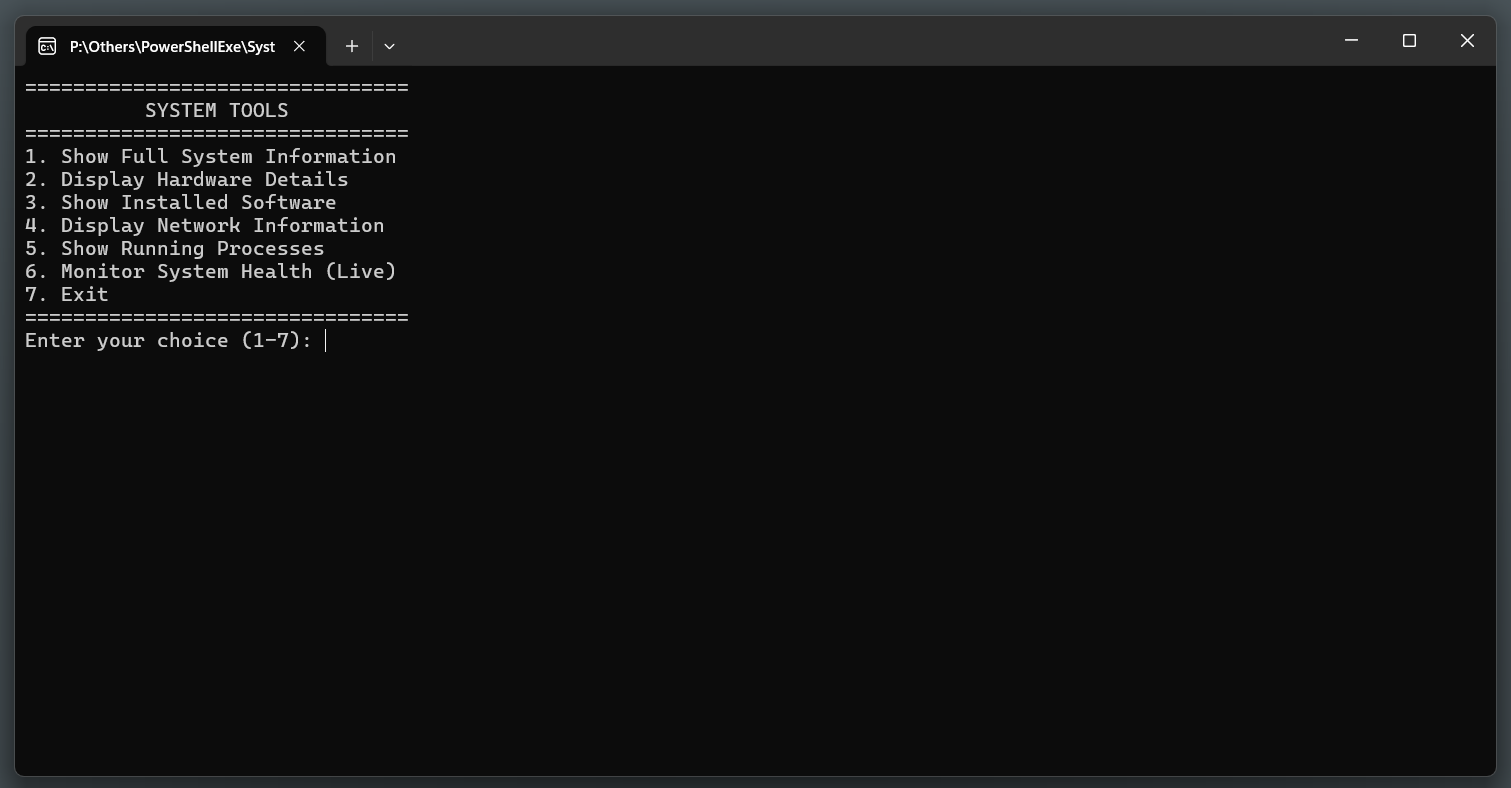 P:\Others\PowerShellExe\Syst
================================
SYSTEM TOOLS
================================
1. Show Full System Information
2. Display Hardware Details
3. Show Installed Software
4. Display Network Information
5. Show Running Processes
6. Monitor System Health (Live)
7. Exit
================================
Enter your choice (1-7):